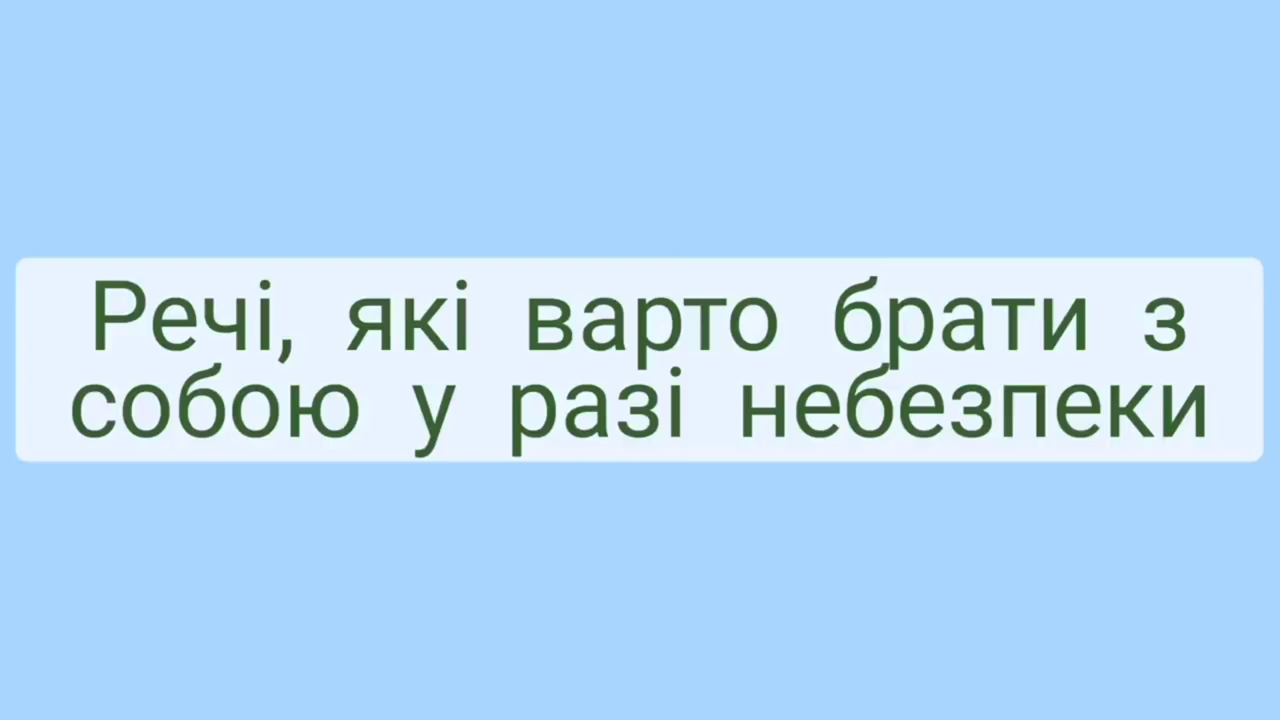 Речі, які варто брати з
собою у разі небезпеки